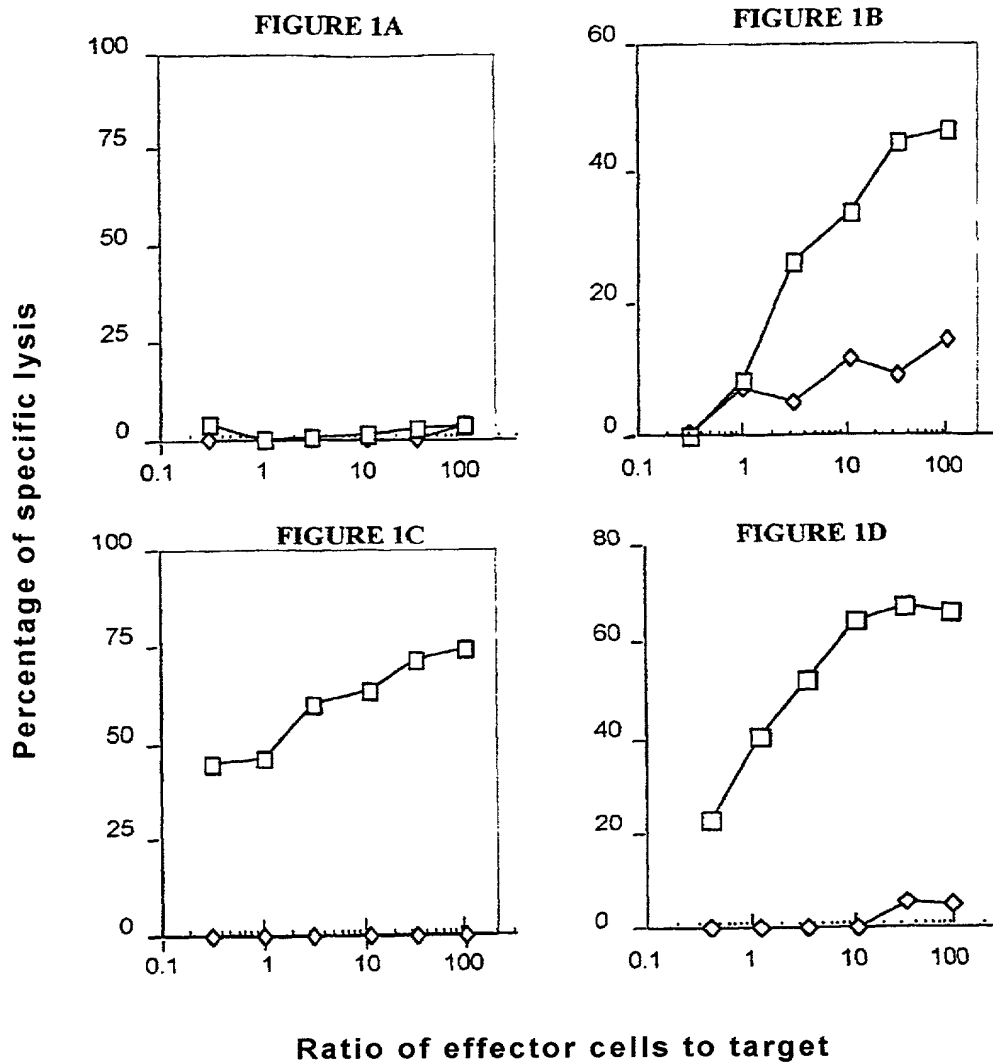 FIGURE 1A
100
75
50
25
0
0.1 1 10 100
FIGURE 1B
60
40
20
0
0.1 1 10 100
FIGURE 1C
100
75
50
25
0
0.1 1 10 100
FIGURE 1D
80
60
40
20
0
0.1 1 10 100
Percentage of specific lysis
Ratio of effector cells to target